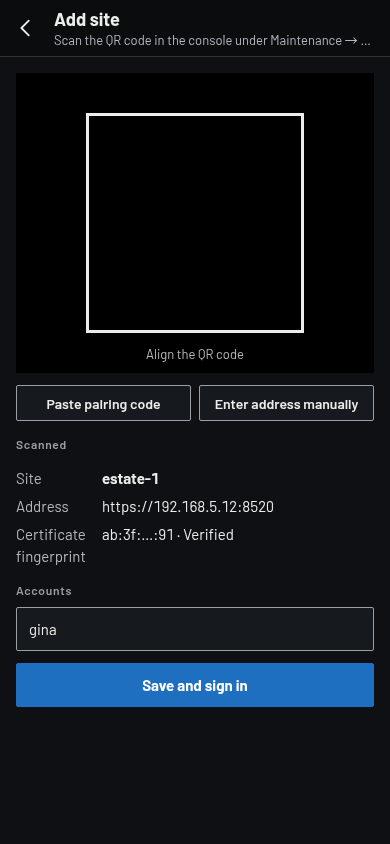 Add site
Scan the QR code in the console under Maintenance → ...
Align the QR code
Paste pairing code
Enter address manually
Scanned
Site estate-1
Address https://192.168.5.12:8520
Certificate fingerprint ab:3f:...:91 · Verified
Accounts
gina
Save and sign in